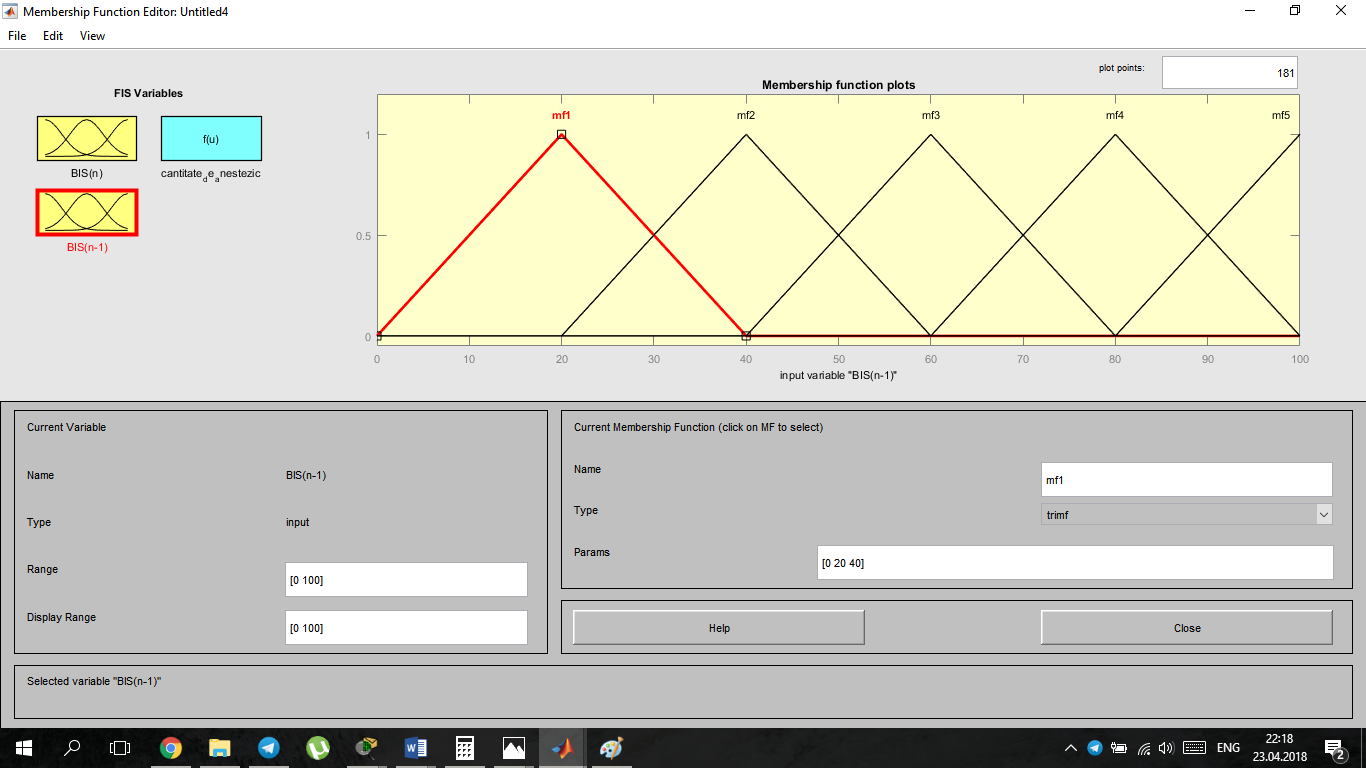 Membership Function Editor: Untitled4
File Edit View
FIS Variables
f(u)
BIS(n)
cantitate_de_anestezic
BIS(n-1)
plot points:
181
Membership function plots
mf1 mf2 mf3 mf4 mf5
1
0.5
0
0 10 20 30 40 50 60 70 80 90 100
input variable "BIS(n-1)"
Current Variable
Name BIS(n-1)
Type input
Range [0 100]
Display Range [0 100]
Current Membership Function (click on MF to select)
Name mf1
Type trimf
Params [0 20 40]
Help Close
Selected variable "BIS(n-1)"
ENG
22:18
23.04.2018
2